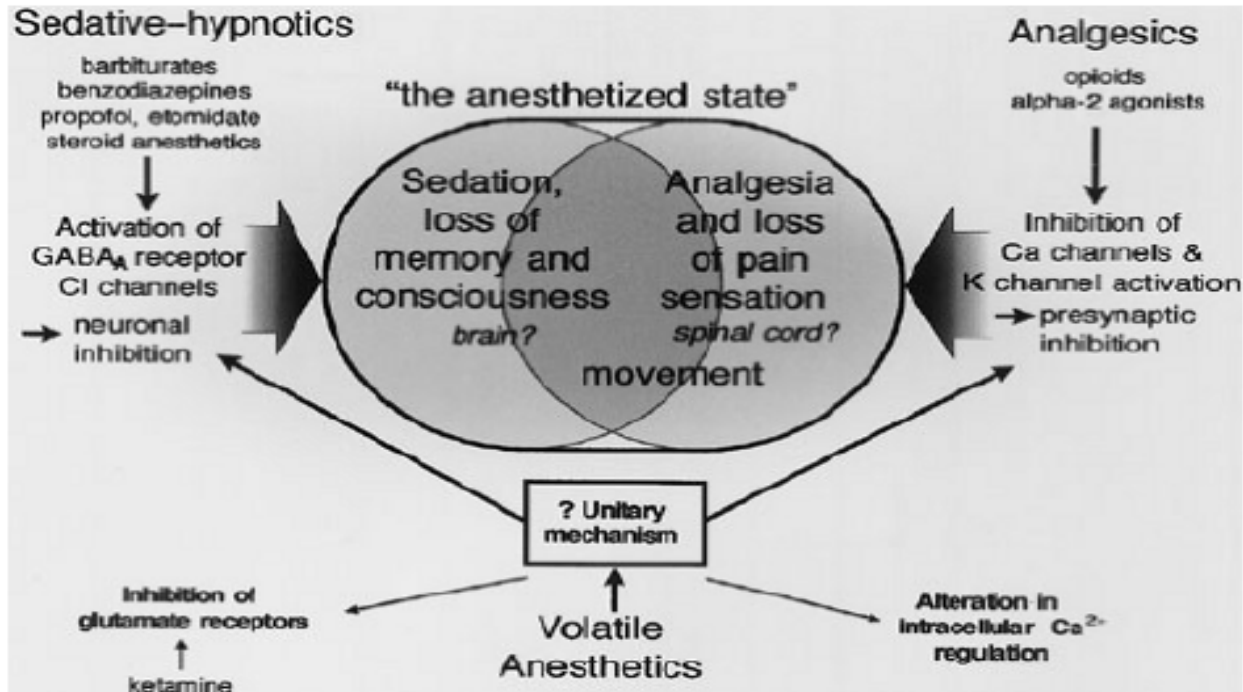 Sedative–hypnotics
barbiturates
benzodiazepines
propofol, etomidate
steroid anesthetics
Activation of
GABAA receptor
Cl channels
neuronal
inhibition
"the anesthetized state"
Sedation,
loss of
memory and
consciousness
brain?
Analgesia
and loss
of pain
sensation
spinal cord?
movement
Analgesics
opioids
alpha-2 agonists
Inhibition of
Ca channels &
K channel activation
presynaptic
inhibition
? Unitary
mechanism
Volatile
Anesthetics
Inhibition of
glutamate receptors
ketamine
Alteration in
intracellular Ca²⁺
regulation